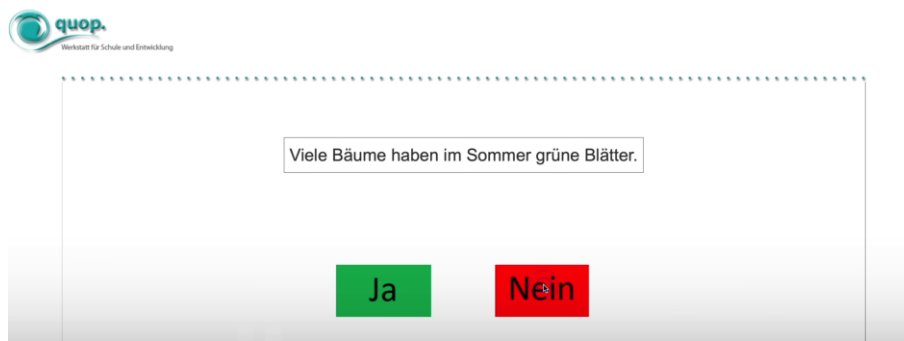 quop.
Werkstatt für Schule und Entwicklung
Viele Bäume haben im Sommer grüne Blätter.
Ja
Nein